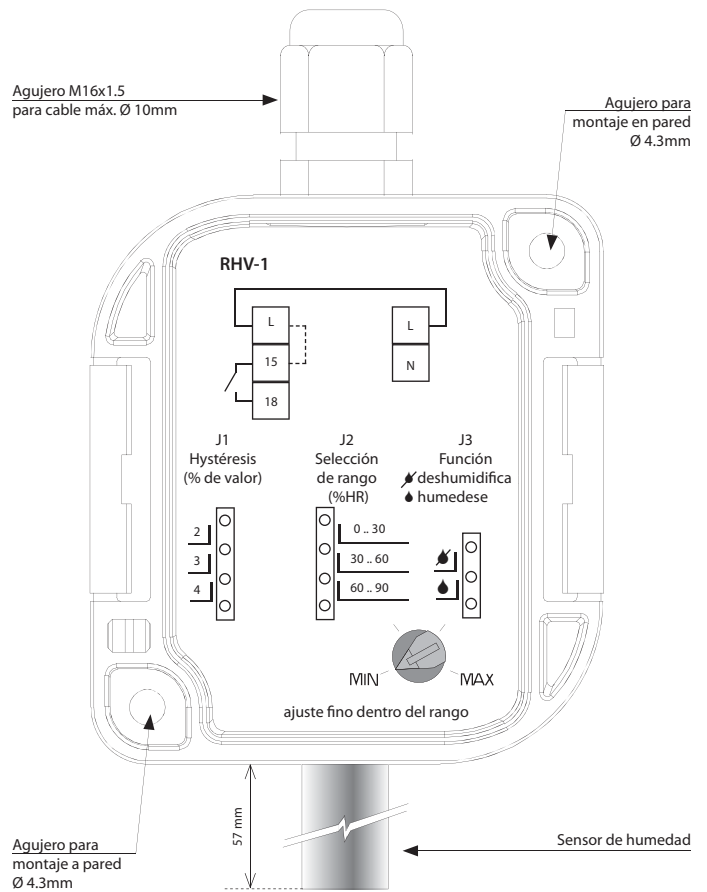 Agujero M16x1.5
para cable máx. Ø 10mm
Agujero para
montaje en pared
Ø 4.3mm
RHV-1
L
15
18
L
N
J1
Hystéresis
(% de valor)
J2
Selección
de rango
(%HR)
J3
Función
deshumidifica
humedese
2
3
4
0 .. 30
30 .. 60
60 .. 90
MIN
MAX
ajuste fino dentro del rango
57 mm
Sensor de humedad
Agujero para
montaje a pared
Ø 4.3mm